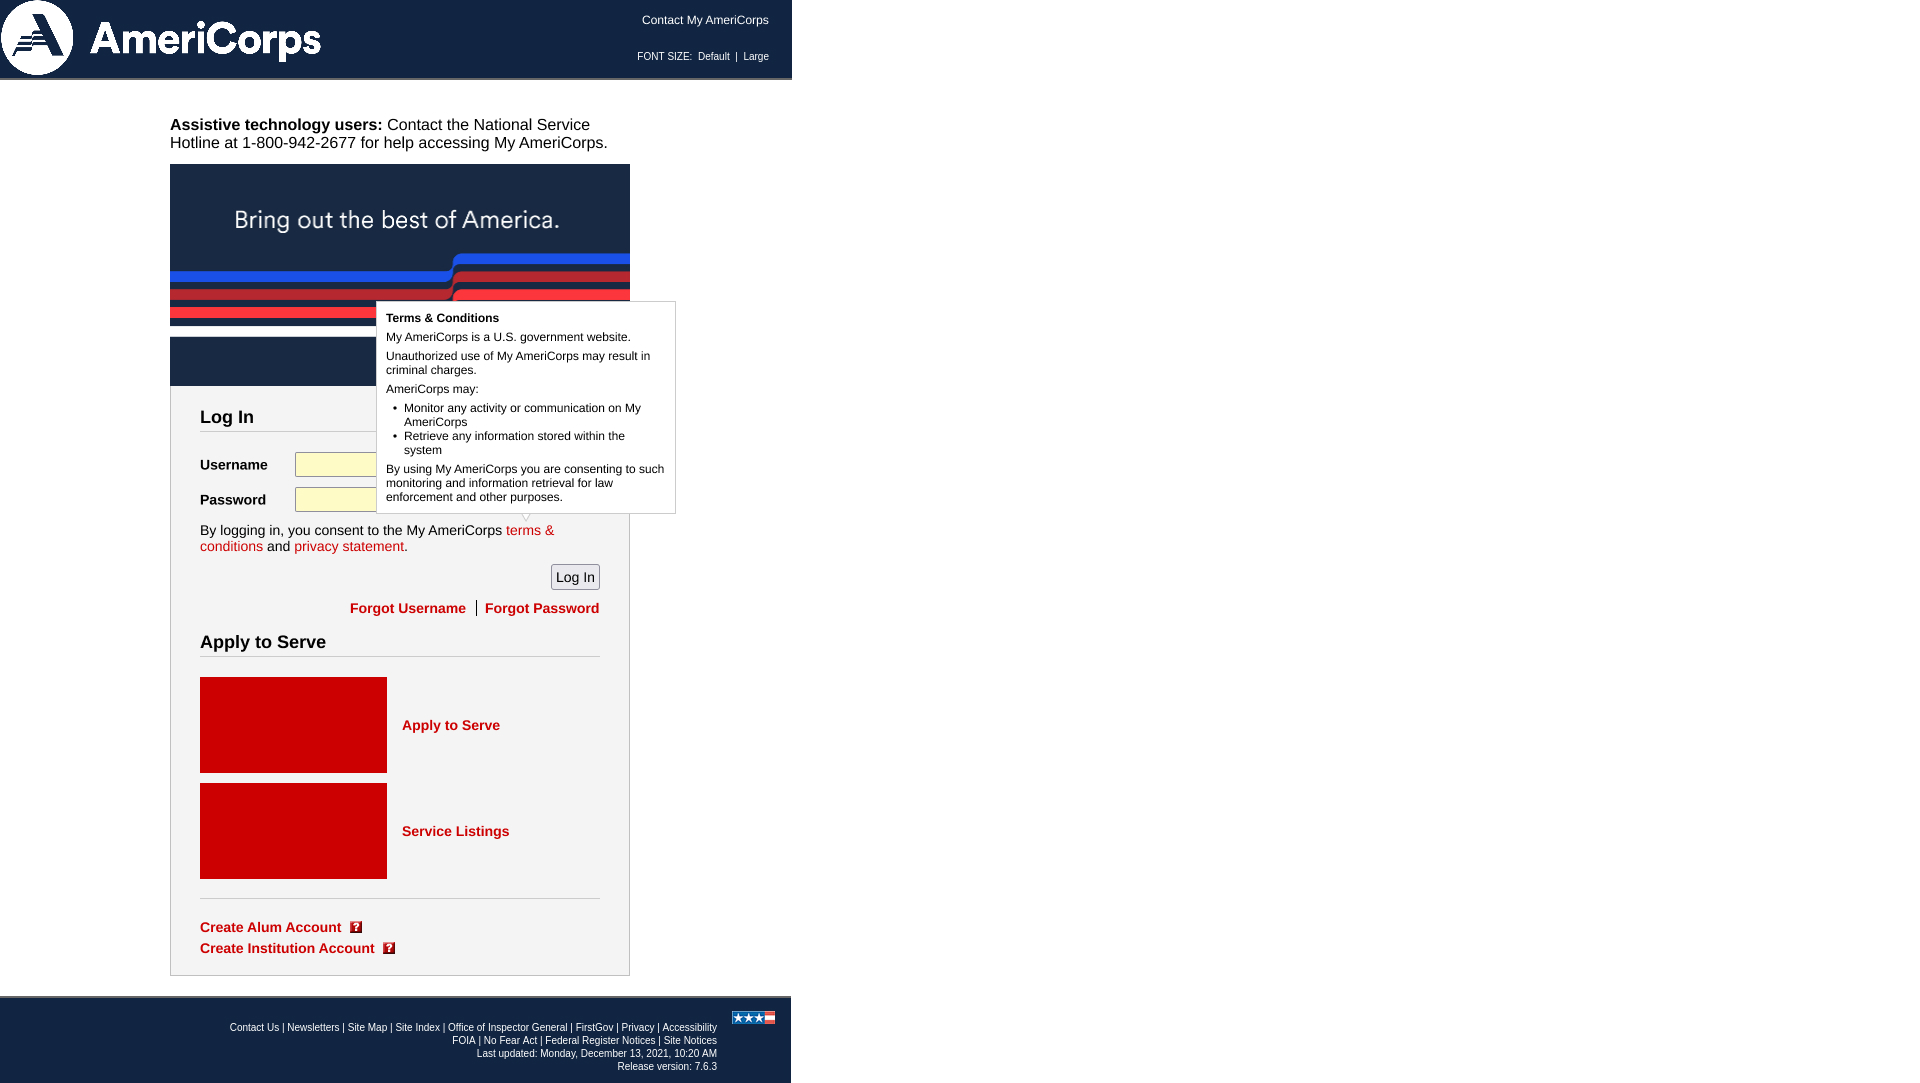 AmeriCorps
Contact My AmeriCorps
FONT SIZE: Default | Large
Assistive technology users: Contact the National Service
Hotline at 1-800-942-2677 for help accessing My AmeriCorps.
Bring out the best of America.
Terms & Conditions
My AmeriCorps is a U.S. government website.
Unauthorized use of My AmeriCorps may result in
criminal charges.
AmeriCorps may:
• Monitor any activity or communication on My
AmeriCorps
• Retrieve any information stored within the
system
By using My AmeriCorps you are consenting to such
monitoring and information retrieval for law
enforcement and other purposes.
Log In
Username
Password
By logging in, you consent to the My AmeriCorps terms &
conditions and privacy statement.
Log In
Forgot Username | Forgot Password
Apply to Serve
Apply to Serve
Service Listings
Create Alum Account ?
Create Institution Account ?
Contact Us | Newsletters | Site Map | Site Index | Office of Inspector General | FirstGov | Privacy | Accessibility
FOIA | No Fear Act | Federal Register Notices | Site Notices
Last updated: Monday, December 13, 2021, 10:20 AM
Release version: 7.6.3